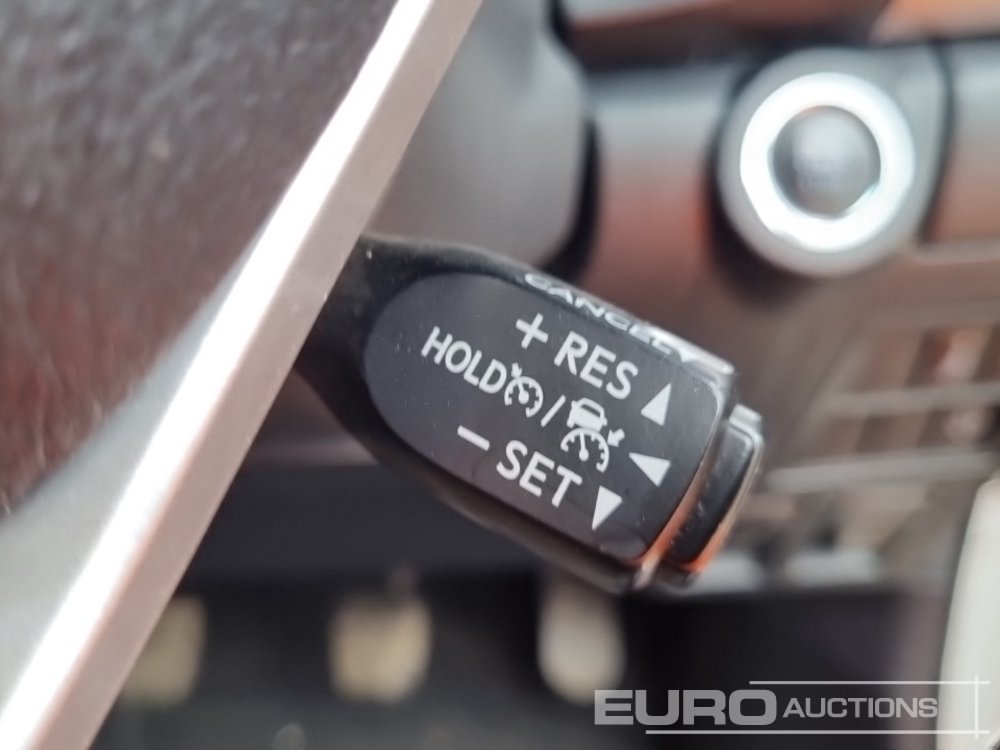 CANCEL
+ RES
HOLD /
− SET
EURO AUCTIONS